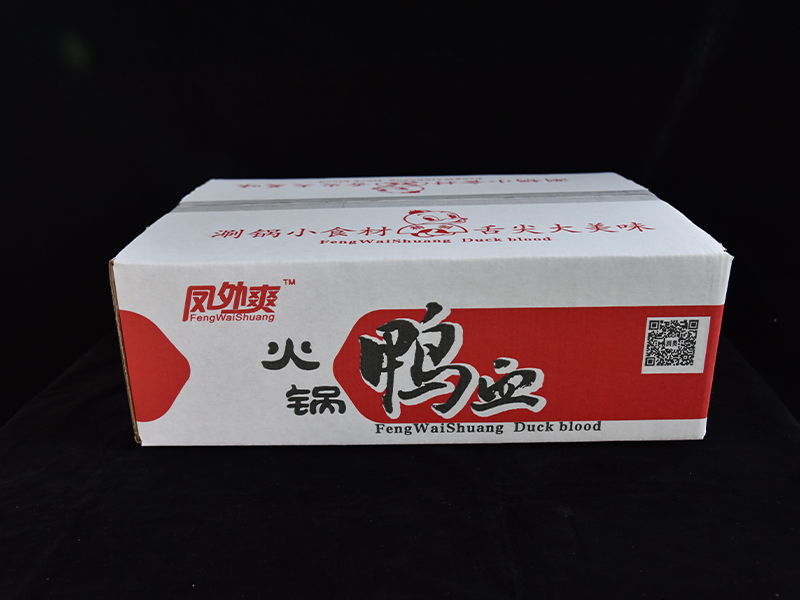 涮锅小食材 舌尖大美味
FengWaiShuang Duck blood
凤外爽™
FengWaiShuang
火锅
鸭血
FengWaiShuang Duck blood